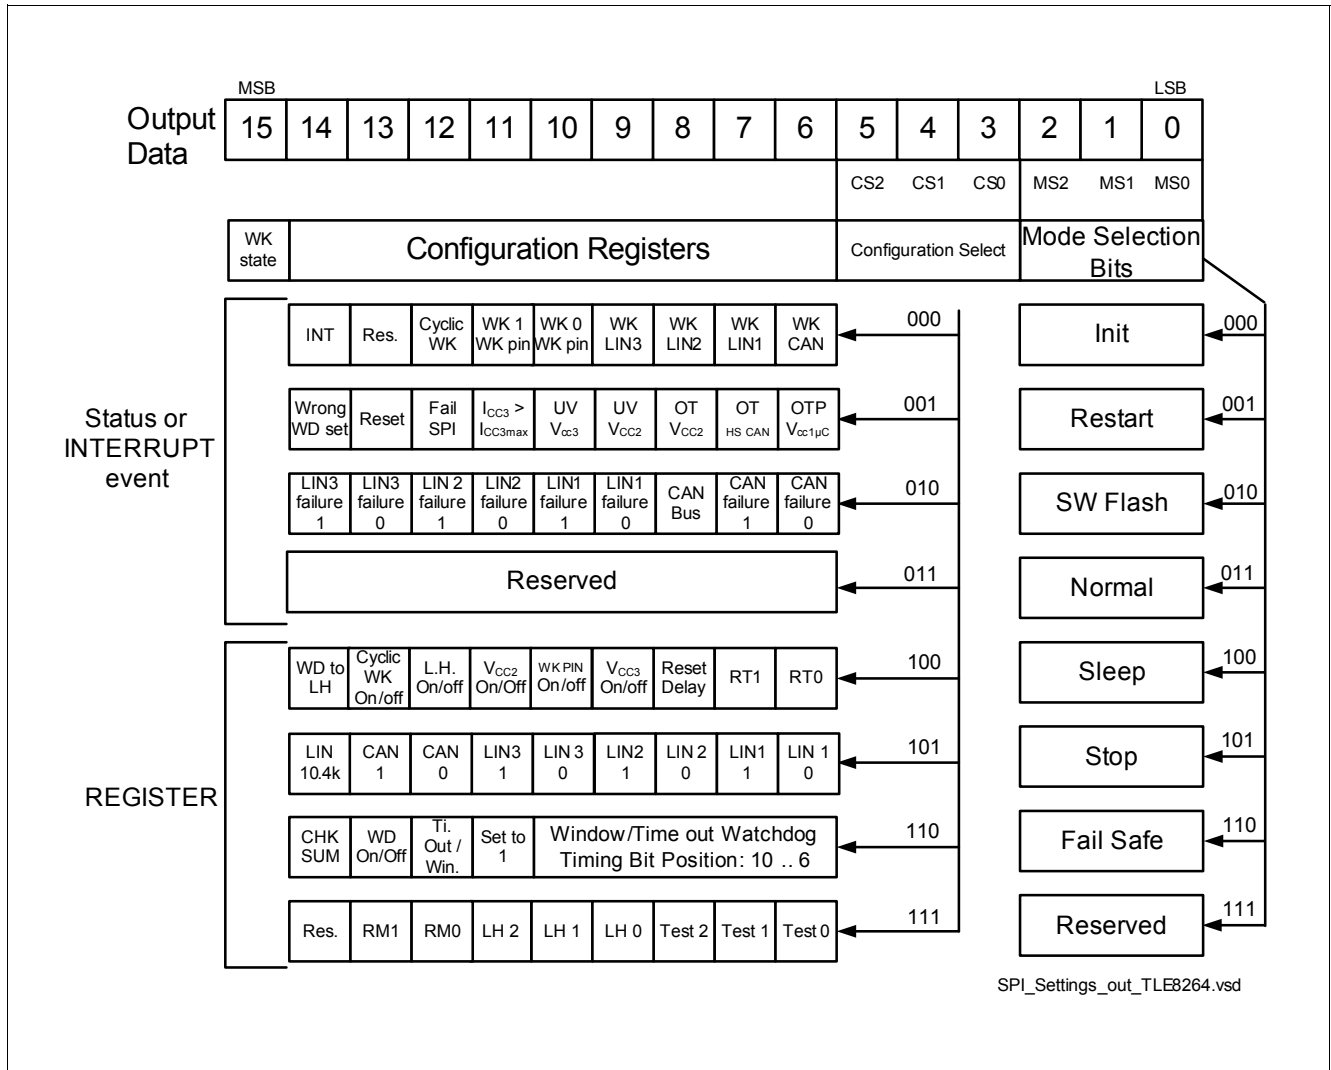 MSB LSB
Output Data 15 14 13 12 11 10 9 8 7 6 5 4 3 2 1 0
CS2 CS1 CS0 MS2 MS1 MS0
WK state Configuration Registers Configuration Select Mode Selection Bits
Status or INTERRUPT event
INT Res. Cyclic WK WK 1 WK pin WK 0 WK pin WK LIN3 WK LIN2 WK LIN1 WK CAN 000 Init 000
Wrong WD set Reset Fail SPI ICC3 > ICC3max UV Vcc3 UV VCC2 OT VCC2 OT HS CAN OTP Vcc1µC 001 Restart 001
LIN3 failure 1 LIN3 failure 0 LIN 2 failure 1 LIN2 failure 0 LIN1 failure 1 LIN1 failure 0 CAN Bus CAN failure 1 CAN failure 0 010 SW Flash 010
Reserved 011 Normal 011
REGISTER
WD to LH Cyclic WK On/off L.H. On/off VCC2 On/Off WK PIN On/off VCC3 On/off Reset Delay RT1 RT0 100 Sleep 100
LIN 10.4k CAN 1 CAN 0 LIN3 1 LIN 3 0 LIN2 1 LIN 2 0 LIN1 1 LIN 1 0 101 Stop 101
CHK SUM WD On/Off Ti. Out / Win. Set to 1 Window/Time out Watchdog Timing Bit Position: 10 .. 6 110 Fail Safe 110
Res. RM1 RM0 LH 2 LH 1 LH 0 Test 2 Test 1 Test 0 111 Reserved 111
SPI_Settings_out_TLE8264.vsd